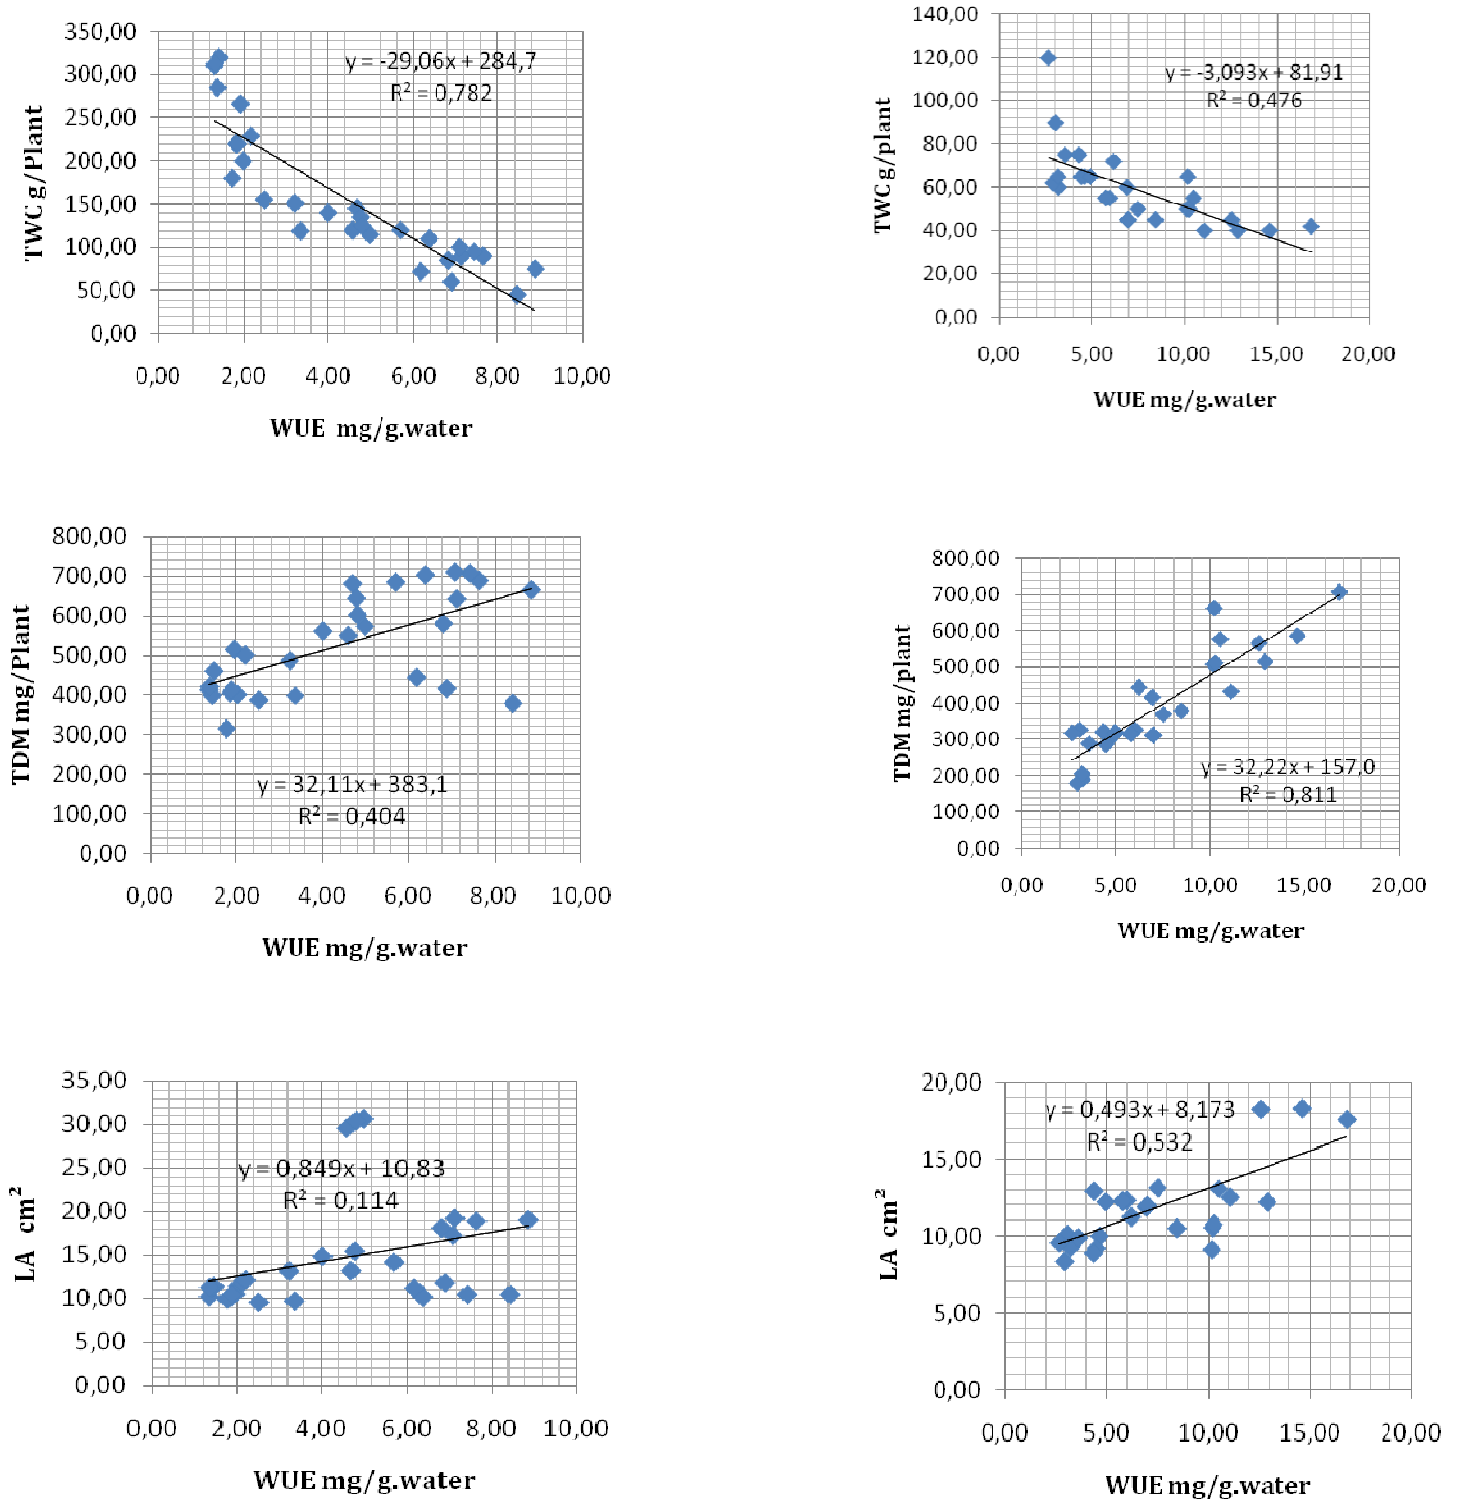 350,00
300,00
250,00
200,00
150,00
100,00
50,00
0,00
TWC g/Plant
y = -29,06x + 284,7
R² = 0,782
0,00 2,00 4,00 6,00 8,00 10,00
WUE mg/g.water
140,00
120,00
100,00
80,00
60,00
40,00
20,00
0,00
TWC g/plant
y = -3,093x + 81,91
R² = 0,476
0,00 5,00 10,00 15,00 20,00
WUE mg/g.water
800,00
700,00
600,00
500,00
400,00
300,00
200,00
100,00
0,00
TDM mg/Plant
y = 32,11x + 383,1
R² = 0,404
0,00 2,00 4,00 6,00 8,00 10,00
WUE mg/g.water
800,00
700,00
600,00
500,00
400,00
300,00
200,00
100,00
0,00
TDM mg/plant
y = 32,22x + 157,0
R² = 0,811
0,00 5,00 10,00 15,00 20,00
WUE mg/g.water
35,00
30,00
25,00
20,00
15,00
10,00
5,00
0,00
LA cm²
y = 0,849x + 10,83
R² = 0,114
0,00 2,00 4,00 6,00 8,00 10,00
WUE mg/g.water
20,00
15,00
10,00
5,00
0,00
LA cm²
y = 0,493x + 8,173
R² = 0,532
0,00 5,00 10,00 15,00 20,00
WUE mg/g.water